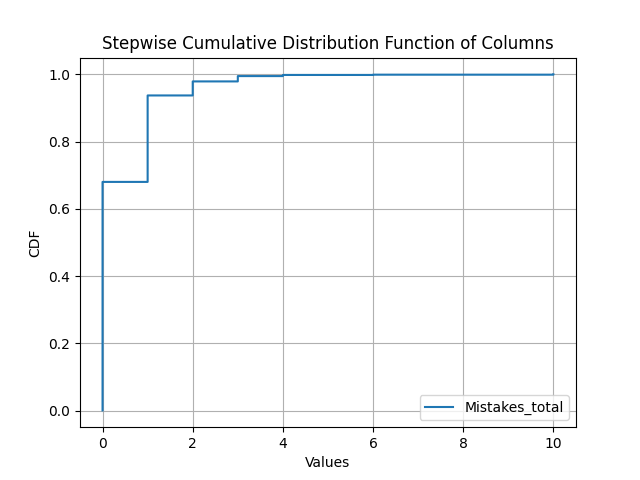 Stepwise Cumulative Distribution Function of Columns
1.0
0.8
0.6
0.4
0.2
0.0
CDF
0 2 4 6 8 10
Values
Mistakes_total